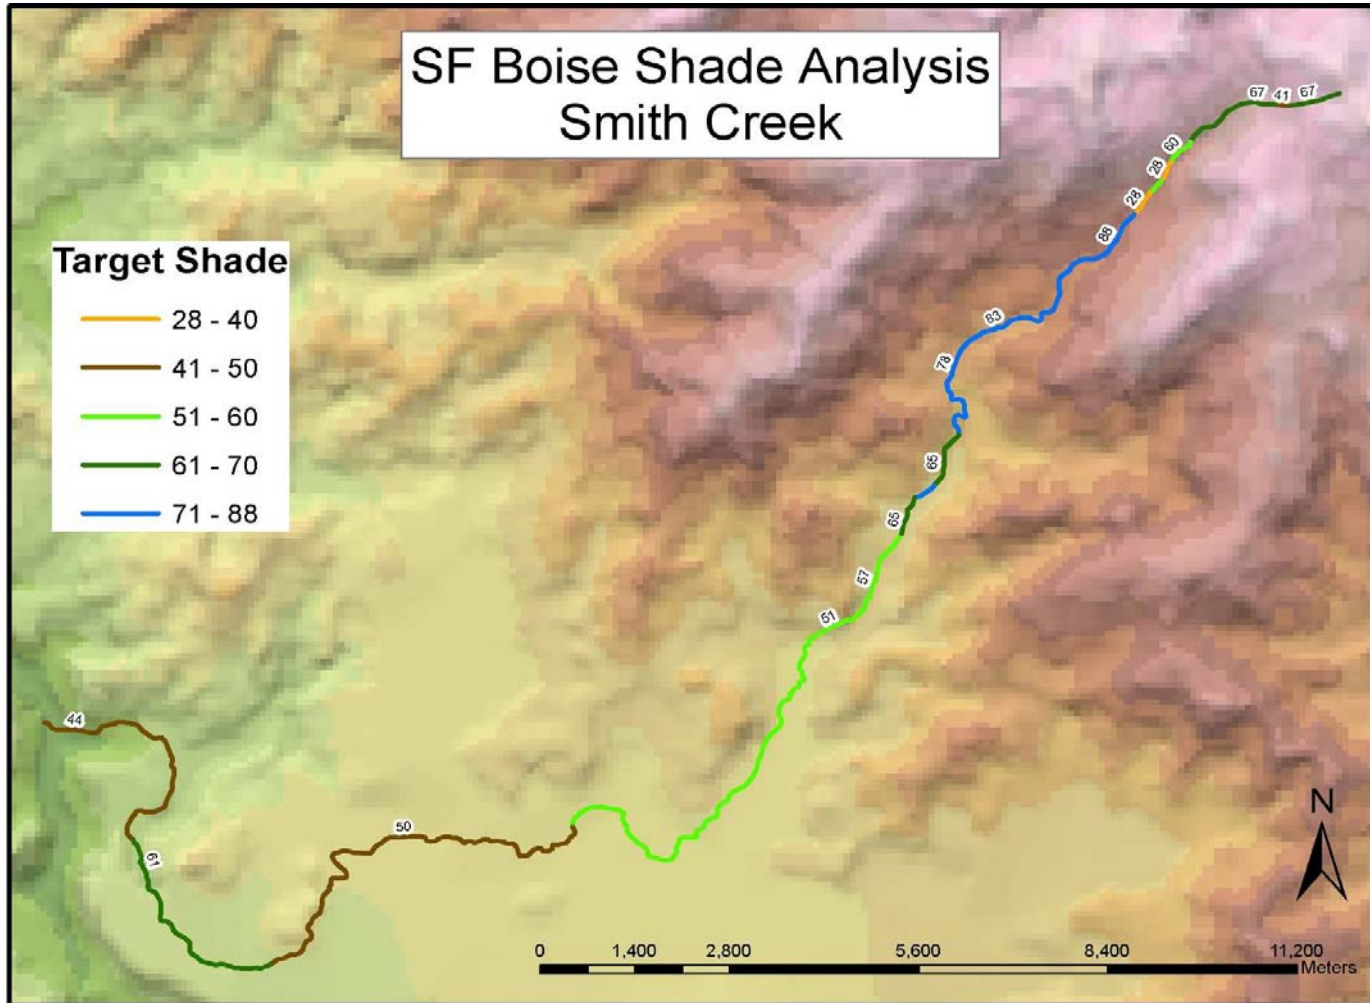 SF Boise Shade Analysis
Smith Creek
67 41 67
60
28
28
88
Target Shade
28 - 40
41 - 50
51 - 60
61 - 70
71 - 88
83
78
65
65
57
51
44
50
61
N
0 1,400 2,800 5,600 8,400 11,200
Meters